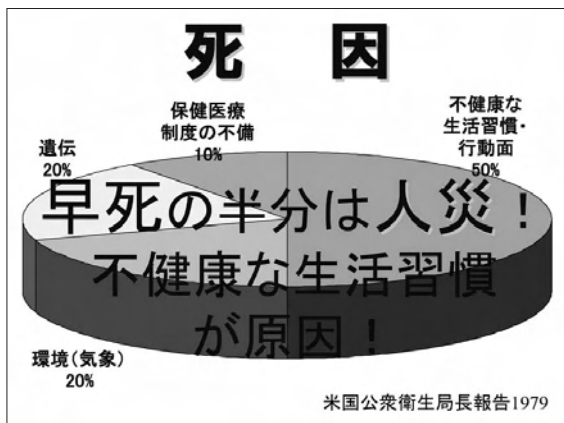 死 因
保健医療
制度の不備
10%
不健康な
生活習慣・
行動面
50%
遺伝
20%
早死の半分は人災！
不健康な生活習慣
が原因！
環境（気象）
20%
米国公衆衛生局長報告1979